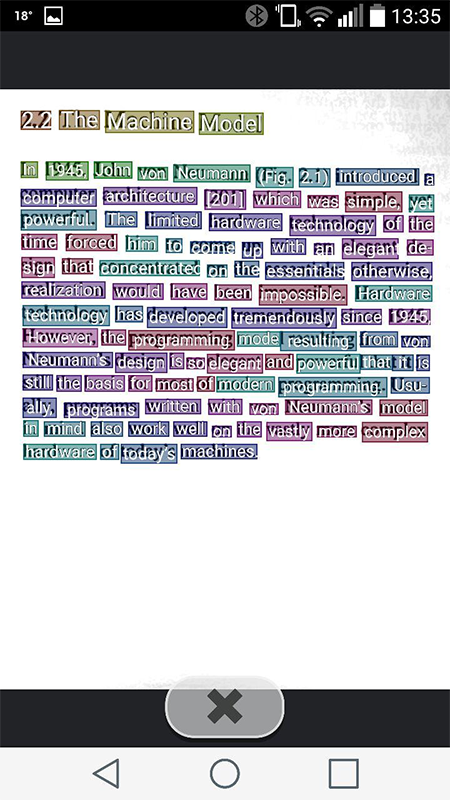 18°
13:35
2.2 The Machine Model
In 1945, John von Neumann (Fig. 2.1) introduced a
computer architecture [201] which was simple, yet
powerful. The limited hardware technology of the
time forced him to come up with an elegant de-
sign that concentrated on the essentials otherwise,
realization would have been impossible. Hardware
technology has developed tremendously since 1945.
However, the programming mode resulting from von
Neumann's design is so elegant and powerful that it is
still the basis for most of modern programming. Usu-
ally, programs written with von Neumann's model
in mind also work well on the vastly more complex
hardware of today's machines.